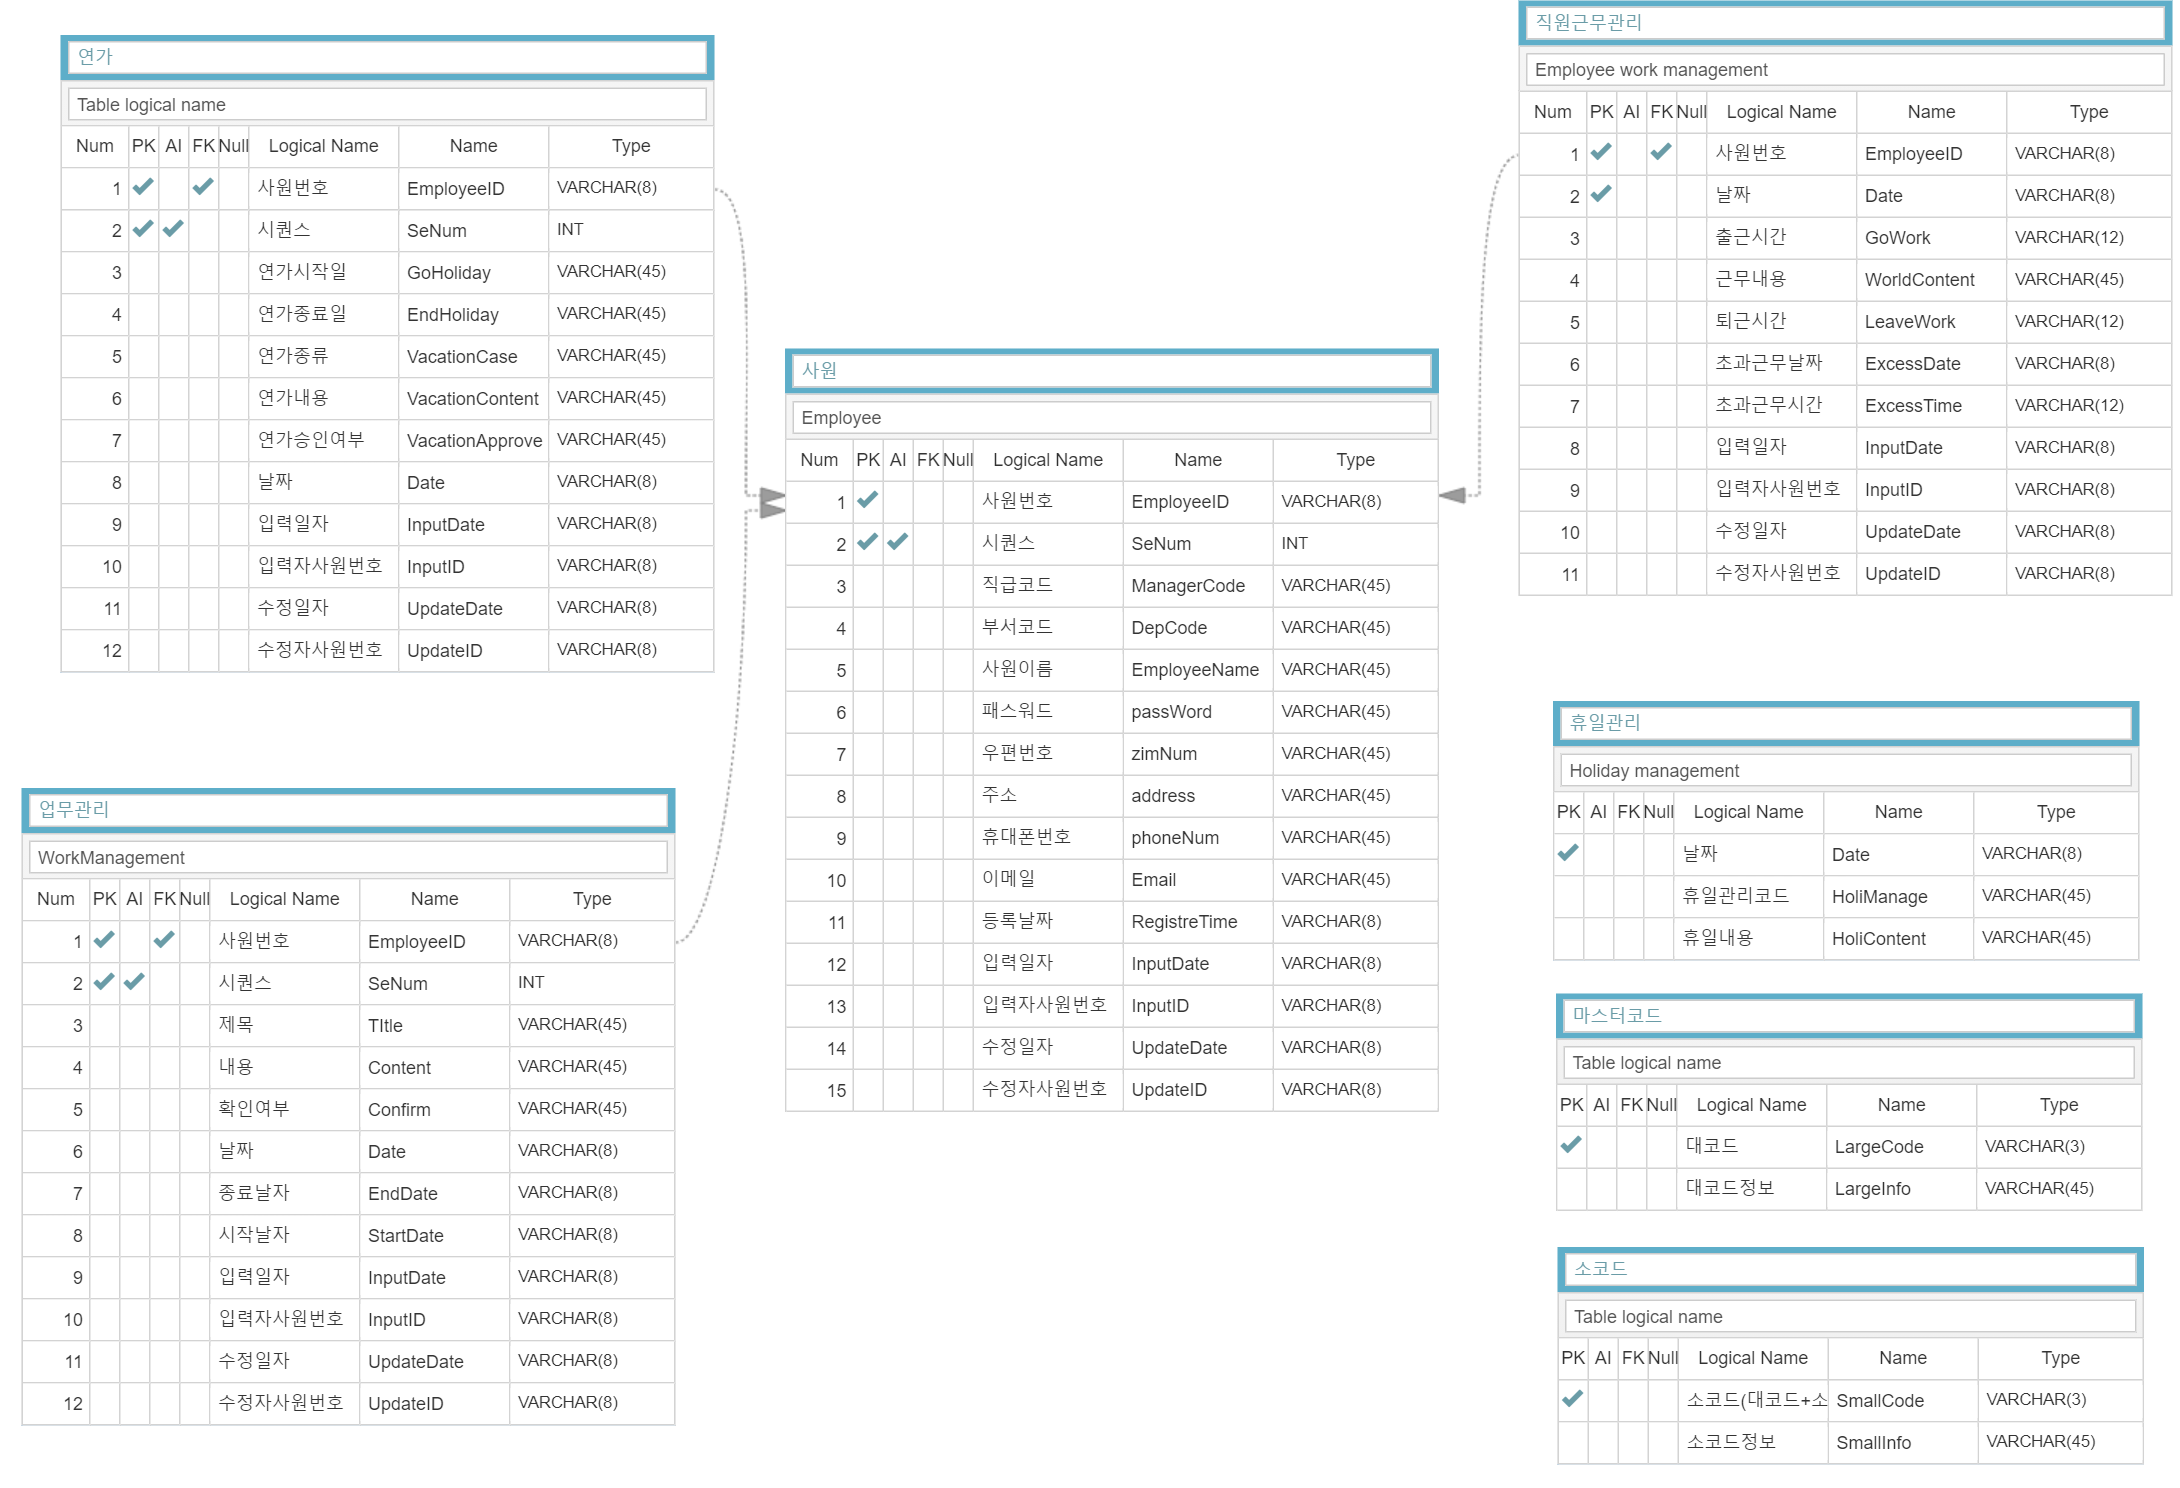 연가
Table logical name
Num PK AI FK Null Logical Name Name Type
1 사원번호 EmployeeID VARCHAR(8)
2 시퀀스 SeNum INT
3 연가시작일 GoHoliday VARCHAR(45)
4 연가종료일 EndHoliday VARCHAR(45)
5 연가종류 VacationCase VARCHAR(45)
6 연가내용 VacationContent VARCHAR(45)
7 연가승인여부 VacationApprove VARCHAR(45)
8 날짜 Date VARCHAR(8)
9 입력일자 InputDate VARCHAR(8)
10 입력자사원번호 InputID VARCHAR(8)
11 수정일자 UpdateDate VARCHAR(8)
12 수정자사원번호 UpdateID VARCHAR(8)
업무관리
WorkManagement
Num PK AI FK Null Logical Name Name Type
1 사원번호 EmployeeID VARCHAR(8)
2 시퀀스 SeNum INT
3 제목 TItle VARCHAR(45)
4 내용 Content VARCHAR(45)
5 확인여부 Confirm VARCHAR(45)
6 날짜 Date VARCHAR(8)
7 종료날자 EndDate VARCHAR(8)
8 시작날자 StartDate VARCHAR(8)
9 입력일자 InputDate VARCHAR(8)
10 입력자사원번호 InputID VARCHAR(8)
11 수정일자 UpdateDate VARCHAR(8)
12 수정자사원번호 UpdateID VARCHAR(8)
사원
Employee
Num PK AI FK Null Logical Name Name Type
1 사원번호 EmployeeID VARCHAR(8)
2 시퀀스 SeNum INT
3 직급코드 ManagerCode VARCHAR(45)
4 부서코드 DepCode VARCHAR(45)
5 사원이름 EmployeeName VARCHAR(45)
6 패스워드 passWord VARCHAR(45)
7 우편번호 zimNum VARCHAR(45)
8 주소 address VARCHAR(45)
9 휴대폰번호 phoneNum VARCHAR(45)
10 이메일 Email VARCHAR(45)
11 등록날짜 RegistreTime VARCHAR(8)
12 입력일자 InputDate VARCHAR(8)
13 입력자사원번호 InputID VARCHAR(8)
14 수정일자 UpdateDate VARCHAR(8)
15 수정자사원번호 UpdateID VARCHAR(8)
직원근무관리
Employee work management
Num PK AI FK Null Logical Name Name Type
1 사원번호 EmployeeID VARCHAR(8)
2 날짜 Date VARCHAR(8)
3 출근시간 GoWork VARCHAR(12)
4 근무내용 WorldContent VARCHAR(45)
5 퇴근시간 LeaveWork VARCHAR(12)
6 초과근무날짜 ExcessDate VARCHAR(8)
7 초과근무시간 ExcessTime VARCHAR(12)
8 입력일자 InputDate VARCHAR(8)
9 입력자사원번호 InputID VARCHAR(8)
10 수정일자 UpdateDate VARCHAR(8)
11 수정자사원번호 UpdateID VARCHAR(8)
휴일관리
Holiday management
PK AI FK Null Logical Name Name Type
날짜 Date VARCHAR(8)
휴일관리코드 HoliManage VARCHAR(45)
휴일내용 HoliContent VARCHAR(45)
마스터코드
Table logical name
PK AI FK Null Logical Name Name Type
대코드 LargeCode VARCHAR(3)
대코드정보 LargeInfo VARCHAR(45)
소코드
Table logical name
PK AI FK Null Logical Name Name Type
소코드(대코드+소 SmallCode VARCHAR(3)
소코드정보 SmallInfo VARCHAR(45)